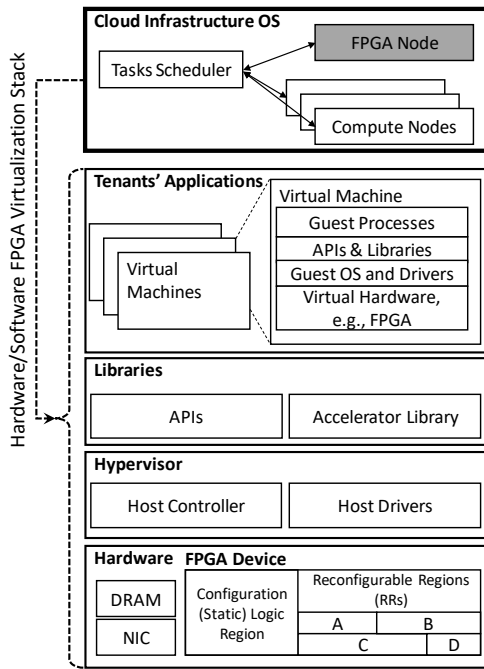 Cloud Infrastructure OS
FPGA Node
Tasks Scheduler
Compute Nodes
Hardware/Software FPGA Virtualization Stack
Tenants' Applications
Virtual
Machines
Virtual Machine
Guest Processes
APIs & Libraries
Guest OS and Drivers
Virtual Hardware,
e.g., FPGA
Libraries
APIs
Accelerator Library
Hypervisor
Host Controller
Host Drivers
Hardware
FPGA Device
DRAM
NIC
Configuration
(Static) Logic
Region
Reconfigurable Regions
(RRs)
A
B
C
D